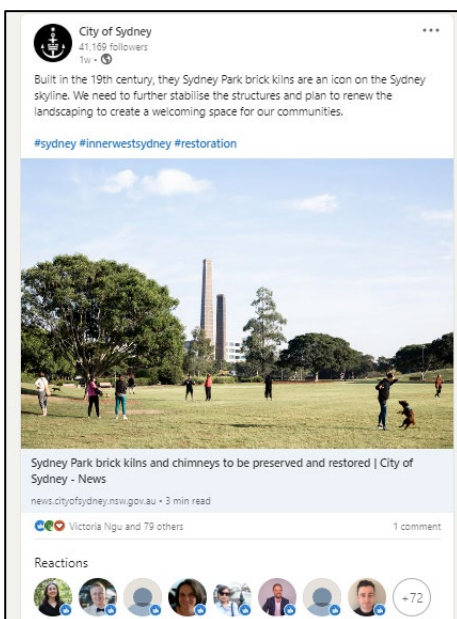 City of Sydney
41,169 followers
1w •
Built in the 19th century, they Sydney Park brick kilns are an icon on the Sydney
skyline. We need to further stabilise the structures and plan to renew the
landscaping to create a welcoming space for our communities.
#sydney #innerwestsydney #restoration
Sydney Park brick kilns and chimneys to be preserved and restored | City of
Sydney - News
news.cityofsydney.nsw.gov.au • 3 min read
Victoria Ngu and 79 others 1 comment
Reactions
+72